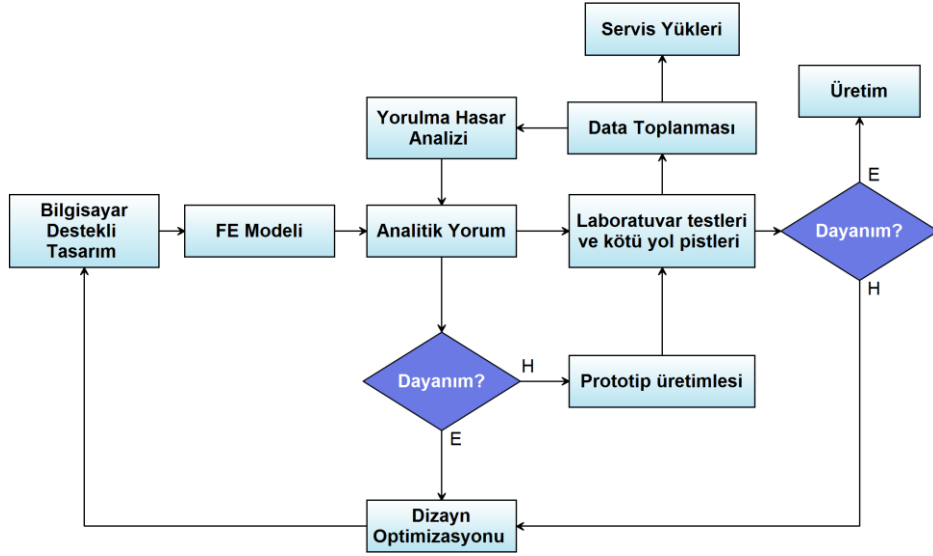 Servis Yükleri
Üretim
Yorulma Hasar
Analizi
Data Toplanması
E
Bilgisayar
Destekli
Tasarım
FE Modeli
Analitik Yorum
Laboratuvar testleri
ve kötü yol pistleri
Dayanım?
H
Dayanım?
H
Prototip üretimlesi
E
Dizayn
Optimizasyonu